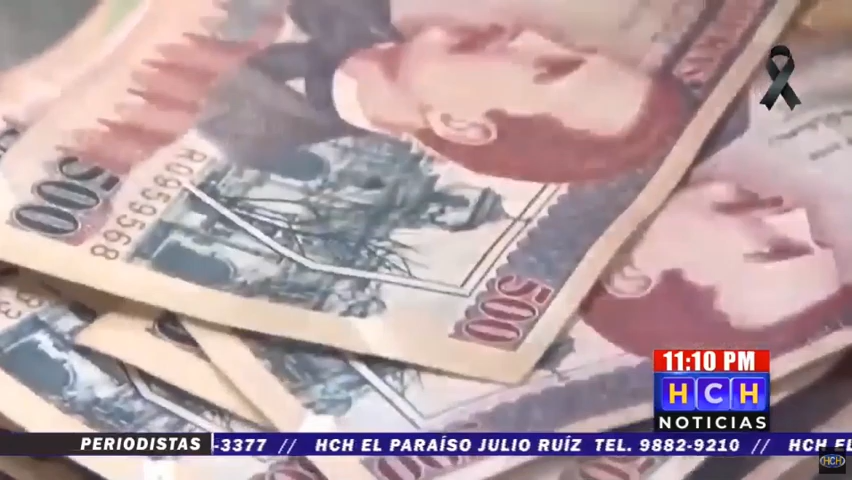 500
R0959568
500
11:10 PM
HCH
NOTICIAS
PERIODISTAS
-3377 // HCH EL PARAÍSO JULIO RUÍZ TEL. 9882-9210 // HCH EL
HCH